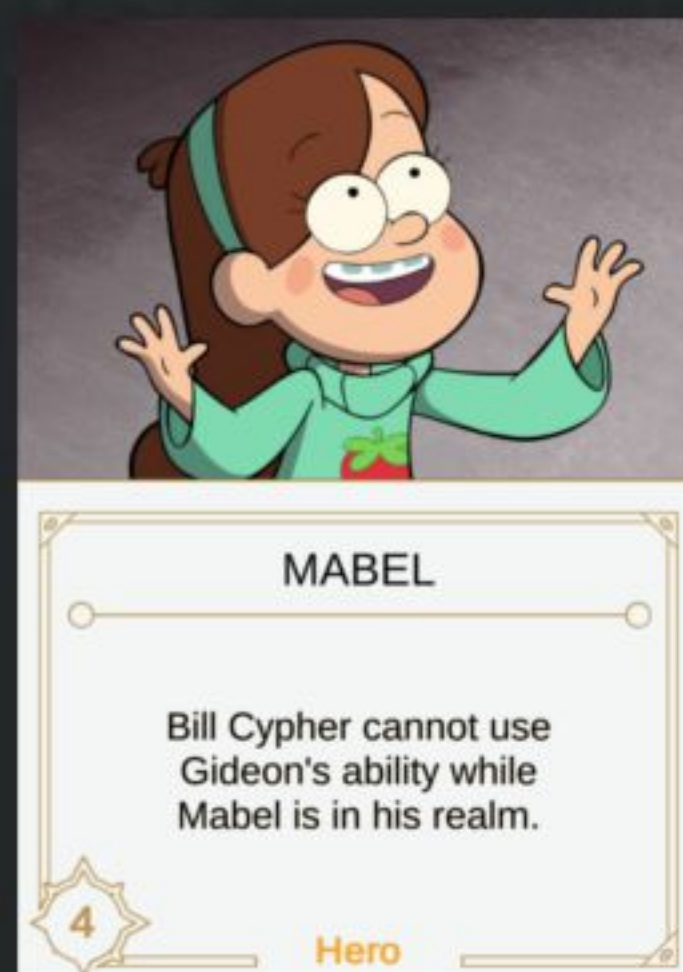 MABEL
Bill Cypher cannot use
Gideon's ability while
Mabel is in his realm.
4
Hero